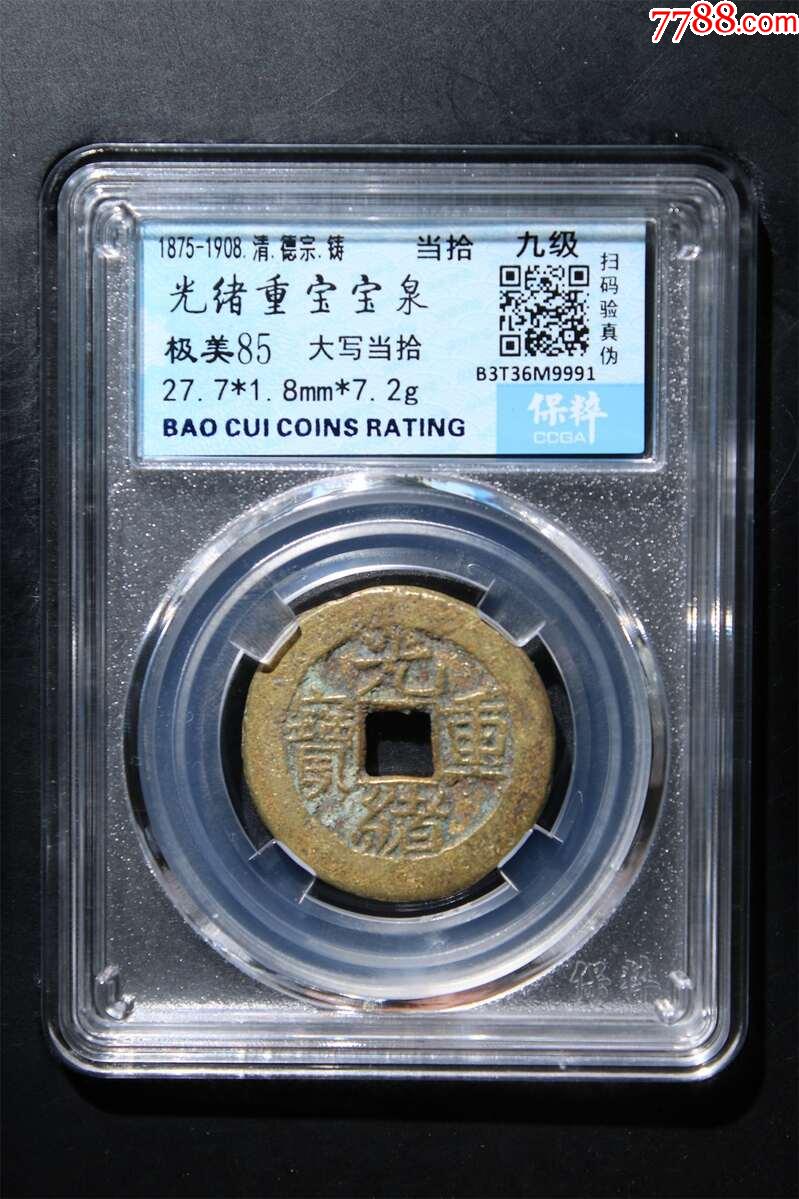 7788.com
1875-1908.清.德宗.铸 当拾 九级
光绪重宝宝泉
极美85 大写当拾
27.7*1.8mm*7.2g
BAO CUI COINS RATING
扫码验真伪
B3T36M9991
保粹
CCGA
光
重
寶
緒
保粹